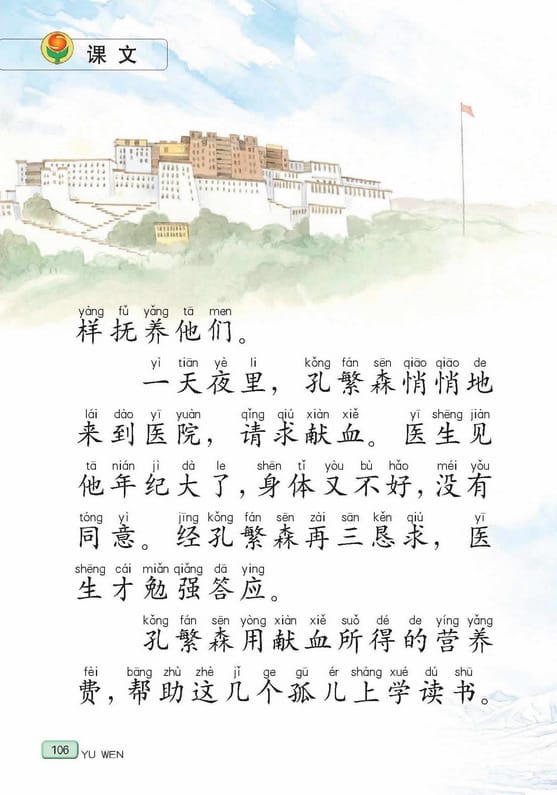 课文
yàng fǔ yǎng tā men
样抚养他们。
yì tiān yè li kǒng fán sēn qiāo qiāo de
一天夜里，孔繁森悄悄地
lái dào yī yuàn qǐng qiú xiàn xiě yī shēng jiàn
来到医院，请求献血。医生见
tā nián jì dà le shēn tǐ yòu bù hǎo méi yǒu
他年纪大了，身体又不好，没有
tóng yì jīng kǒng fán sēn zài sān kěn qiú yī
同意。经孔繁森再三恳求，医
shēng cái miǎn qiǎng dā ying
生才勉强答应。
kǒng fán sēn yòng xiàn xiě suǒ dé de yíng yǎng
孔繁森用献血所得的营养
fèi bāng zhù zhè jǐ ge gū ér shàng xué dú shū
费，帮助这几个孤儿上学读书。
106 YU WEN